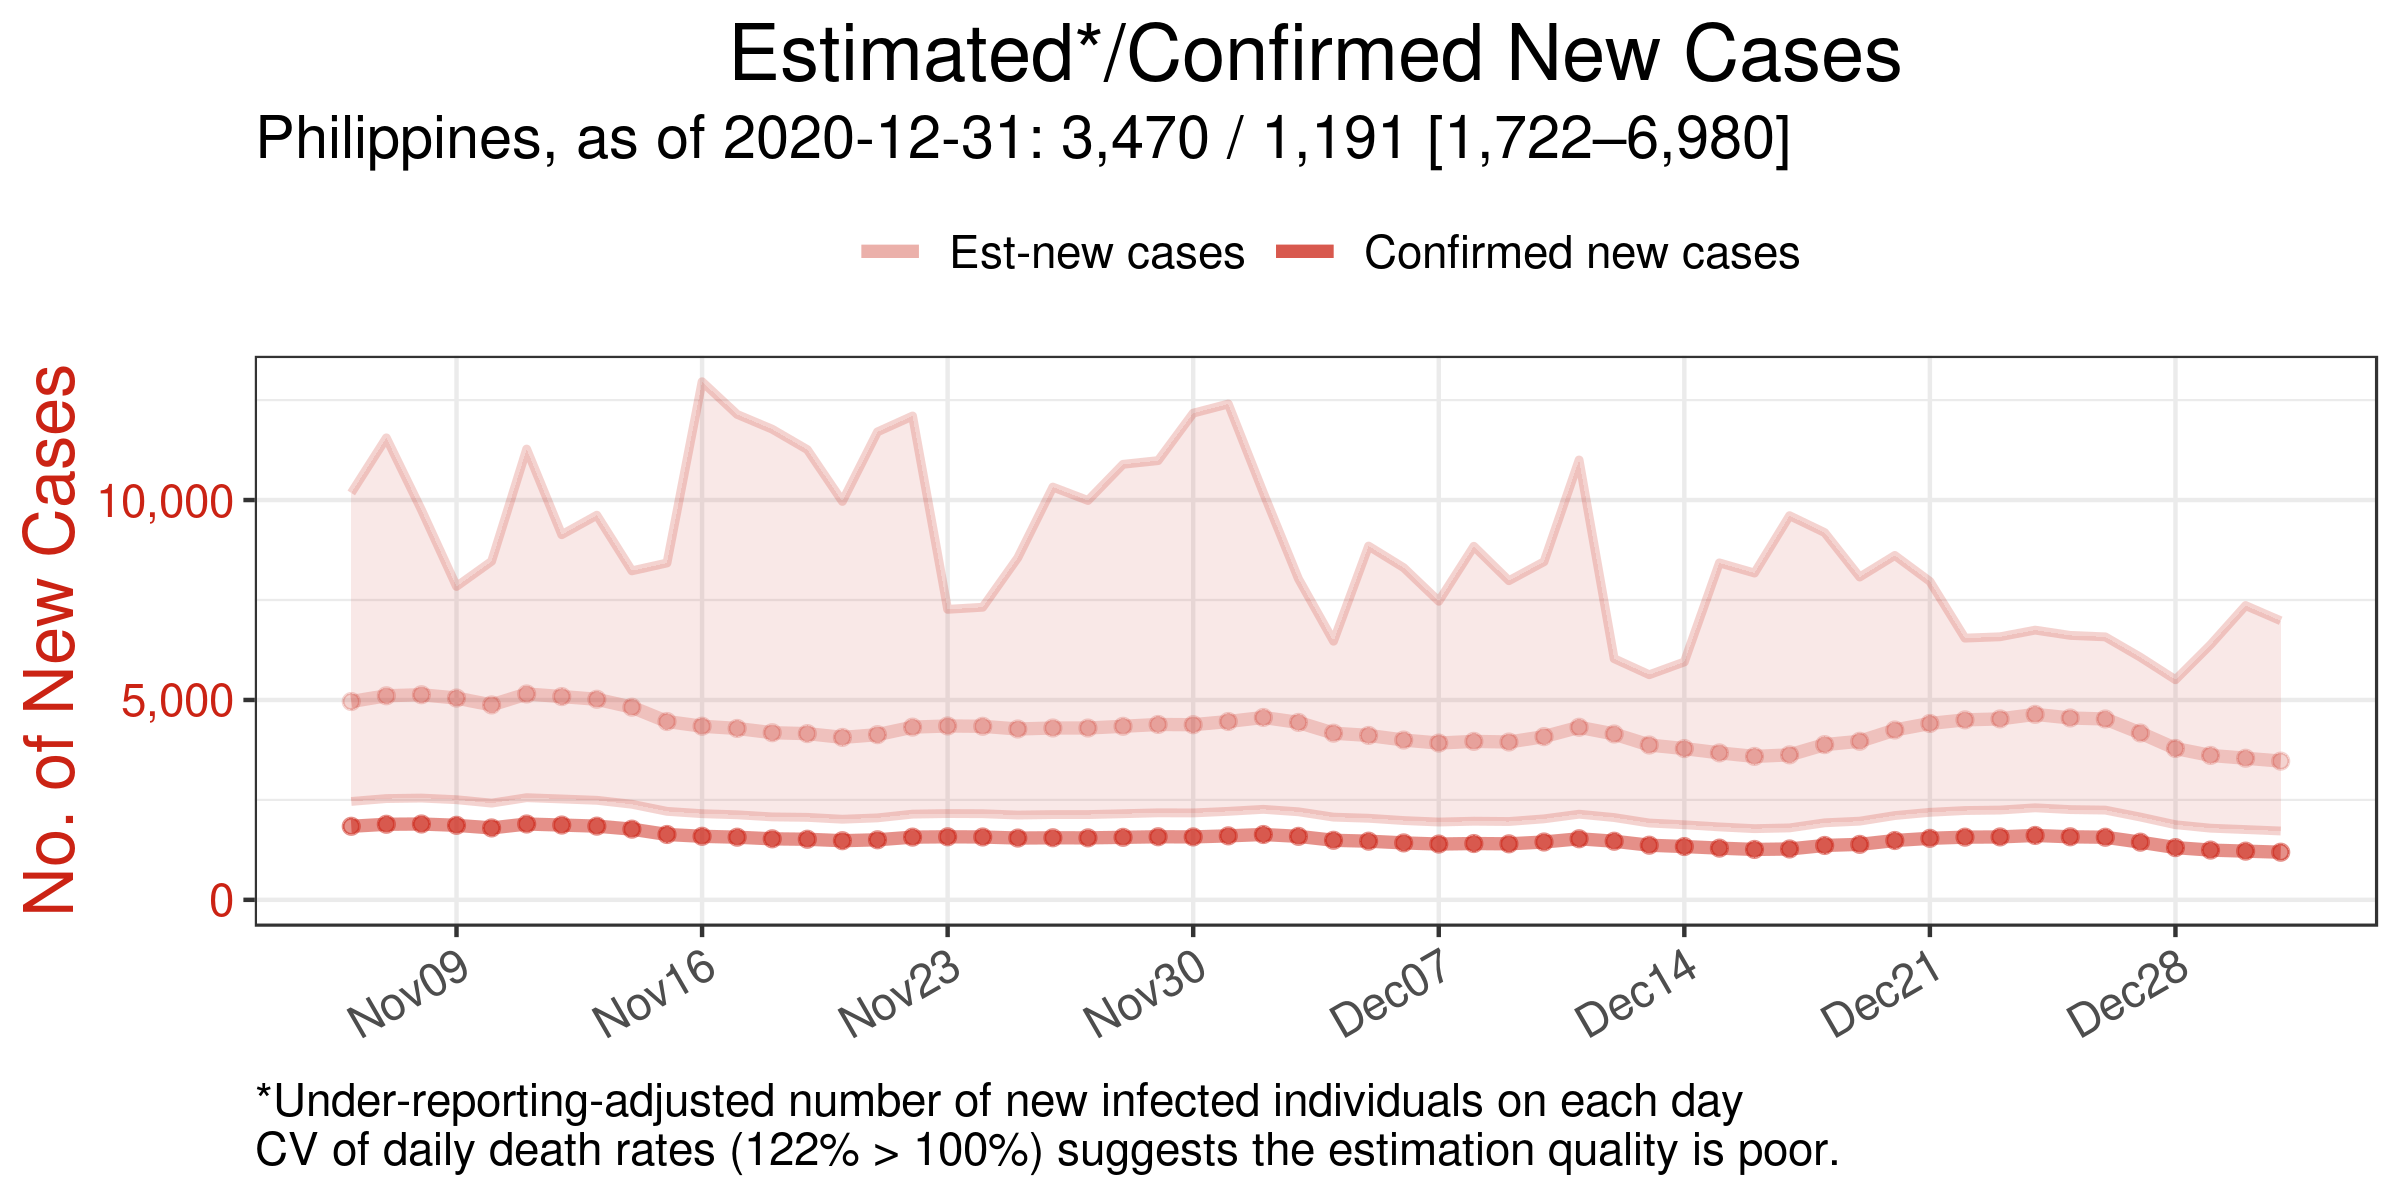 Estimated*/Confirmed New Cases
Philippines, as of 2020-12-31: 3,470 / 1,191 [1,722–6,980]
Est-new cases
Confirmed new cases
No. of New Cases
10,000
5,000
0
Nov09
Nov16
Nov23
Nov30
Dec07
Dec14
Dec21
Dec28
*Under-reporting-adjusted number of new infected individuals on each day
CV of daily death rates (122% > 100%) suggests the estimation quality is poor.